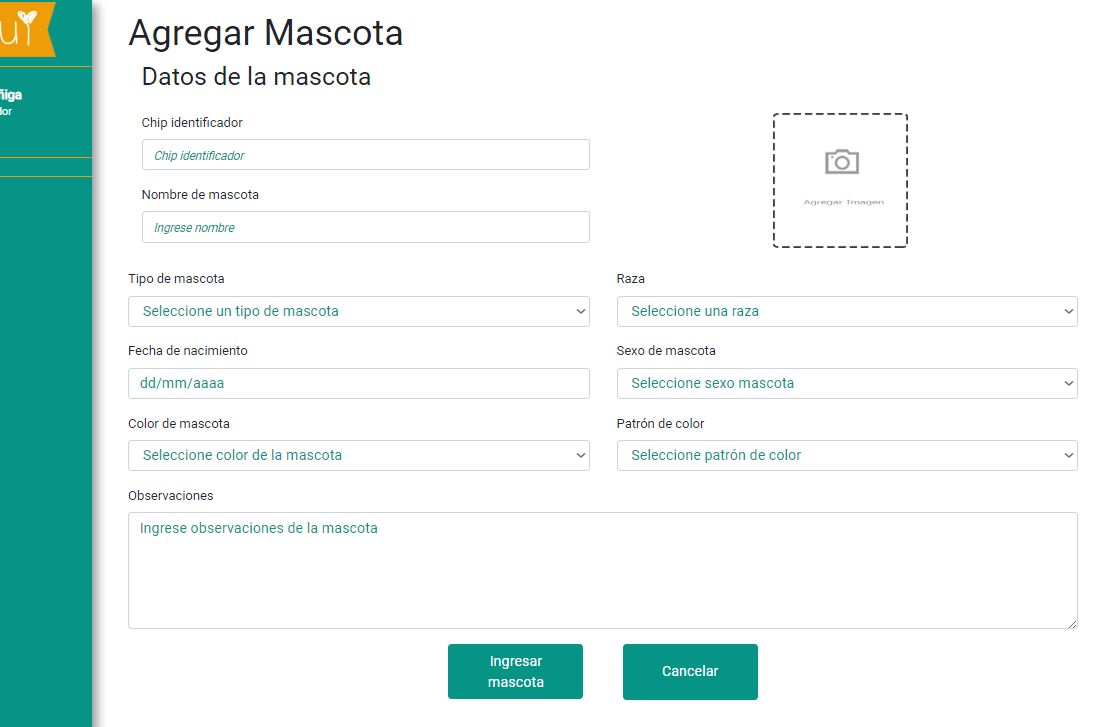 Agregar Mascota
Datos de la mascota
Chip identificador
Chip identificador
Nombre de mascota
Ingrese nombre
Agregar Imagen
Tipo de mascota
Seleccione un tipo de mascota
Raza
Seleccione una raza
Fecha de nacimiento
dd/mm/aaaa
Sexo de mascota
Seleccione sexo mascota
Color de mascota
Seleccione color de la mascota
Patrón de color
Seleccione patrón de color
Observaciones
Ingrese observaciones de la mascota
Ingresar
mascota
Cancelar